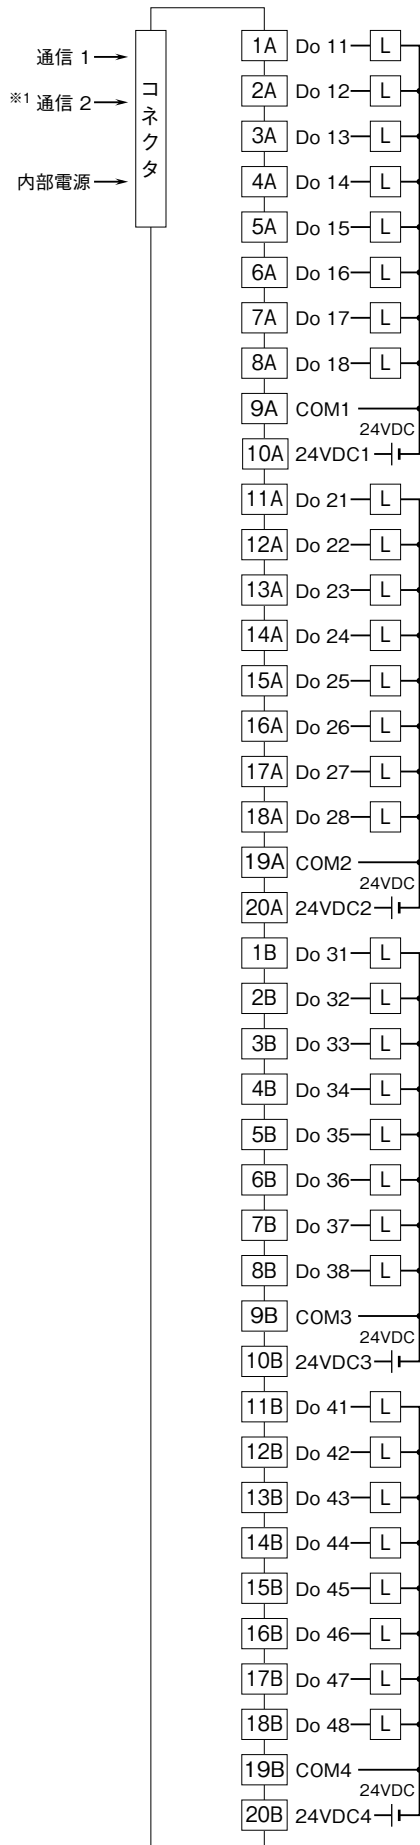 通信 1
※1 通信 2
内部電源
コネクタ
1A Do 11 L
2A Do 12 L
3A Do 13 L
4A Do 14 L
5A Do 15 L
6A Do 16 L
7A Do 17 L
8A Do 18 L
9A COM1
24VDC
10A 24VDC1
11A Do 21 L
12A Do 22 L
13A Do 23 L
14A Do 24 L
15A Do 25 L
16A Do 26 L
17A Do 27 L
18A Do 28 L
19A COM2
24VDC
20A 24VDC2
1B Do 31 L
2B Do 32 L
3B Do 33 L
4B Do 34 L
5B Do 35 L
6B Do 36 L
7B Do 37 L
8B Do 38 L
9B COM3
24VDC
10B 24VDC3
11B Do 41 L
12B Do 42 L
13B Do 43 L
14B Do 44 L
15B Do 45 L
16B Do 46 L
17B Do 47 L
18B Do 48 L
19B COM4
24VDC
20B 24VDC4